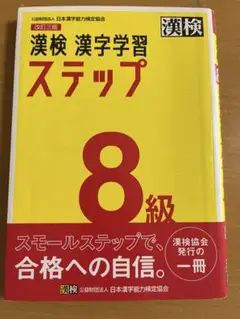 公益財団法人 日本漢字能力検定協会
漢検
改訂三版
漢検 漢字学習
ステップ
8級
スモールステップで、
合格への自信。
漢検協会
発行の
一冊
漢検 公益財団法人 日本漢字能力検定協会